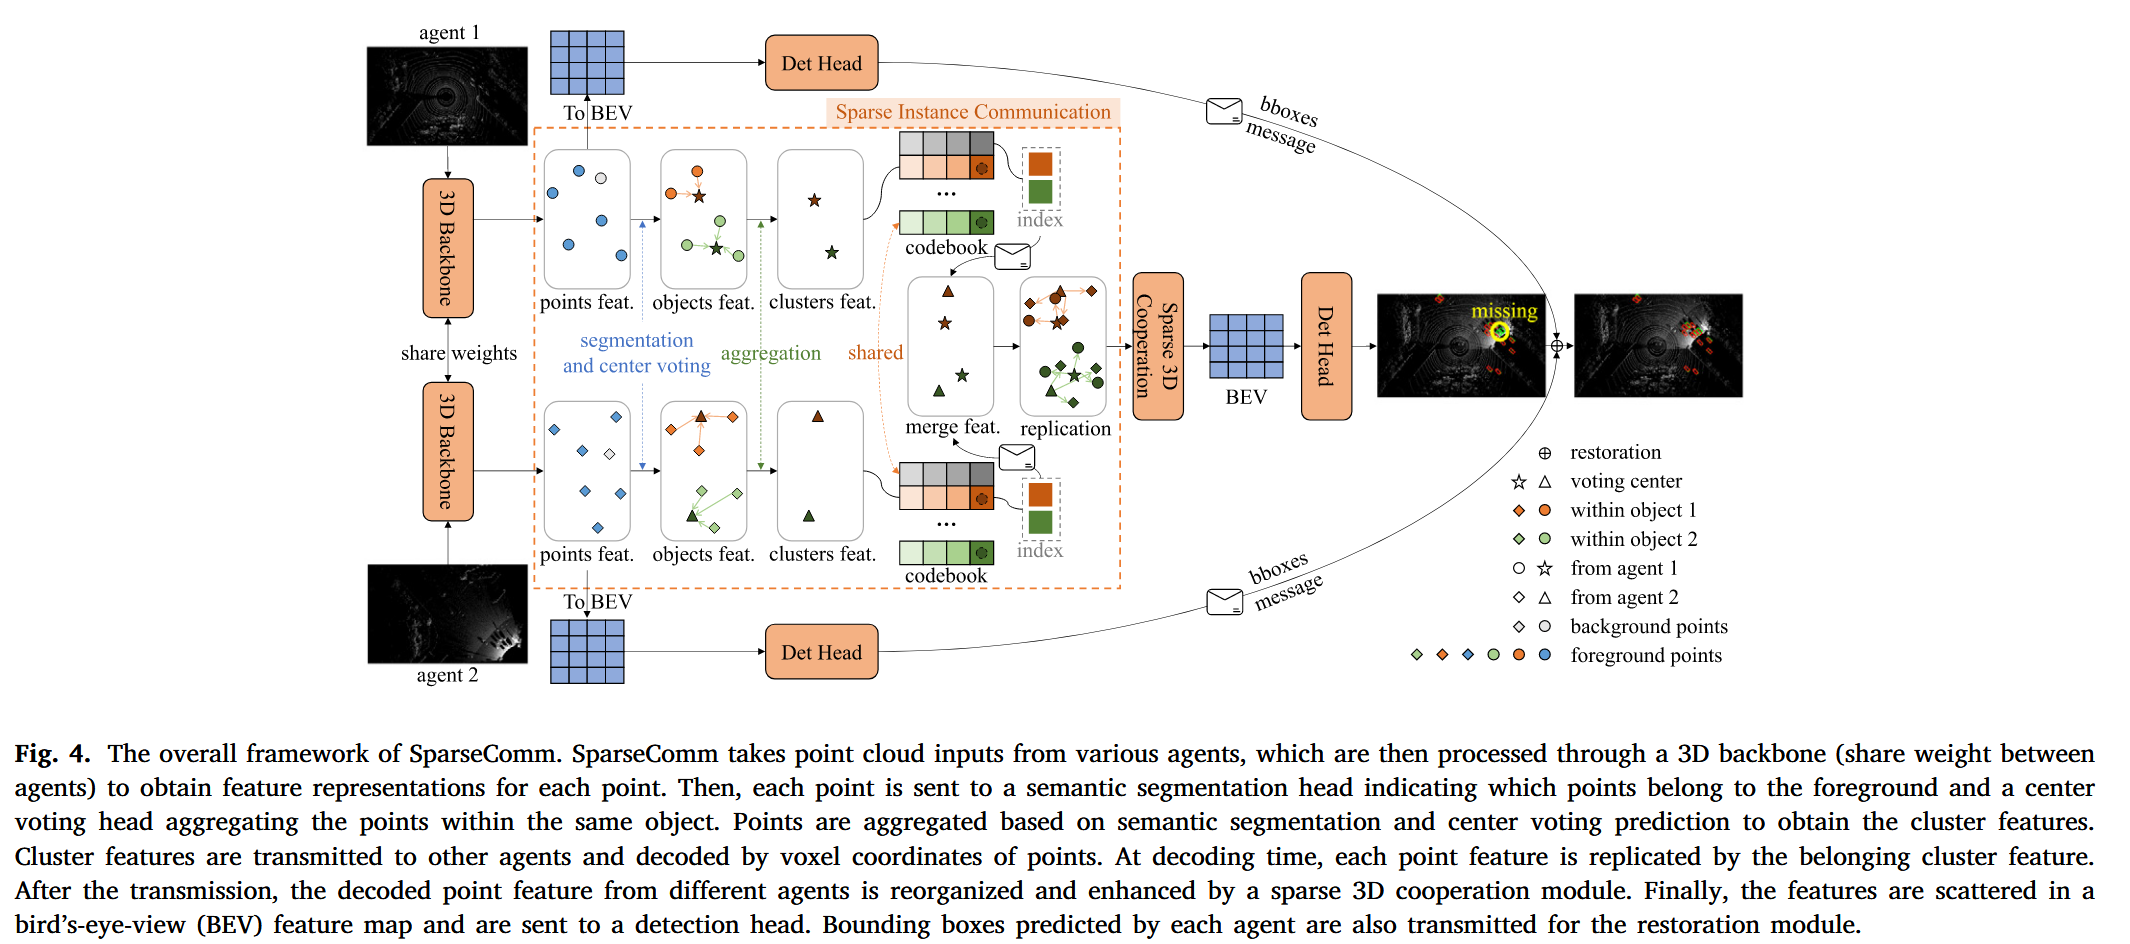 agent 1
To BEV
Det Head
bboxes
message
Sparse Instance Communication
3D Backbone
points feat.
objects feat.
clusters feat.
...
codebook
index
share weights
segmentation
and center voting
aggregation
shared
merge feat.
replication
Sparse 3D
Cooperation
BEV
Det Head
missing
3D Backbone
points feat.
objects feat.
clusters feat.
...
codebook
index
To BEV
Det Head
bboxes
message
agent 2
restoration
voting center
within object 1
within object 2
from agent 1
from agent 2
background points
foreground points
Fig. 4. The overall framework of SparseComm. SparseComm takes point cloud inputs from various agents, which are then processed through a 3D backbone (share weight between
agents) to obtain feature representations for each point. Then, each point is sent to a semantic segmentation head indicating which points belong to the foreground and a center
voting head aggregating the points within the same object. Points are aggregated based on semantic segmentation and center voting prediction to obtain the cluster features.
Cluster features are transmitted to other agents and decoded by voxel coordinates of points. At decoding time, each point feature is replicated by the belonging cluster feature.
After the transmission, the decoded point feature from different agents is reorganized and enhanced by a sparse 3D cooperation module. Finally, the features are scattered in a
bird's-eye-view (BEV) feature map and are sent to a detection head. Bounding boxes predicted by each agent are also transmitted for the restoration module.